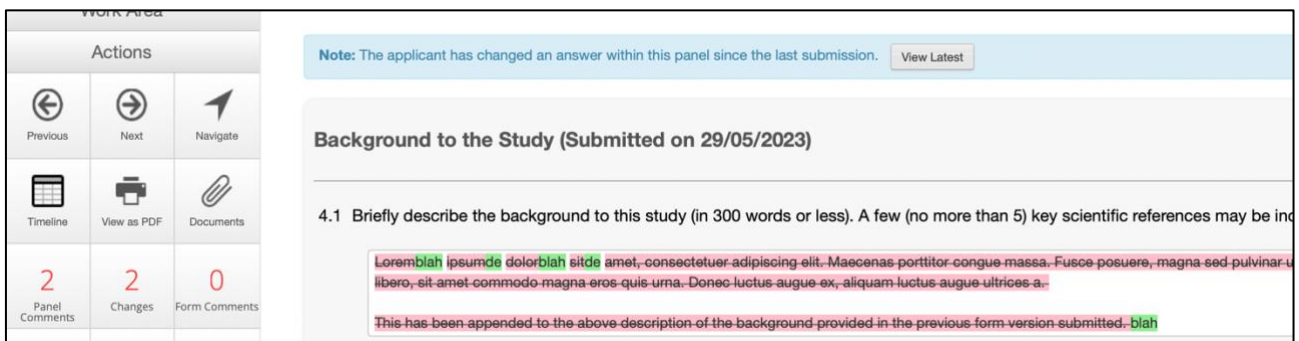 Work Area
Actions
Note: The applicant has changed an answer within this panel since the last submission. View Latest
Previous Next Navigate
Background to the Study (Submitted on 29/05/2023)
Timeline View as PDF Documents
4.1 Briefly describe the background to this study (in 300 words or less). A few (no more than 5) key scientific references may be inc
Loremblah ipsumde dolorblah sitde amet, consectetuer adipiscing elit. Maecenas porttitor congue massa. Fusce posuere, magna sed pulvinar u
libero, sit amet commodo magna eros quis urna. Donec luctus augue ex, aliquam luctus augue ultrices a.
2 2 0
Panel Comments Changes Form Comments
This has been appended to the above description of the background provided in the previous form version submitted. blah